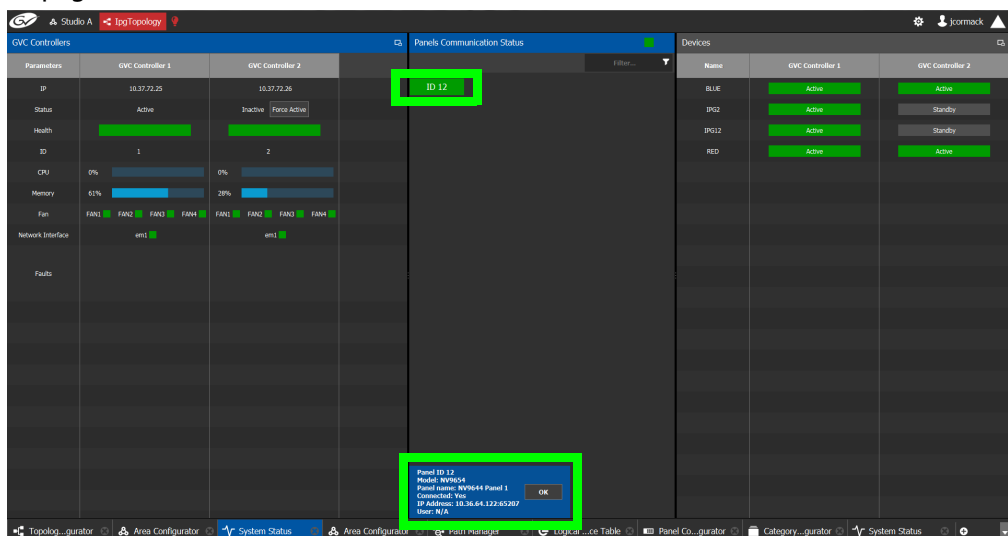 GV Studio A IpgTopology jcormack
GVC Controllers
Parameters GVC Controller 1 GVC Controller 2
IP 10.37.72.25 10.37.72.26
Status Active Inactive Force Active
Health
ID 1 2
CPU 0% 0%
Memory 61% 28%
Fan FAN1 FAN2 FAN3 FAN4 FAN1 FAN2 FAN3 FAN4
Network Interface em1 em1
Faults
Panels Communication Status
Filter...
ID 12
Panel ID 12
Model: NV9654
Panel name: NV9644 Panel 1
Connected: Yes
IP Address: 10.36.64.122:65207
User: N/A
OK
Devices
Name GVC Controller 1 GVC Controller 2
BLUE Active Active
IPG2 Active Standby
IPG12 Active Standby
RED Active Active
Topolog...gurator Area Configurator System Status Area Configurator Path Manager Logical ...ce Table Panel Co...gurator Category...gurator System Status